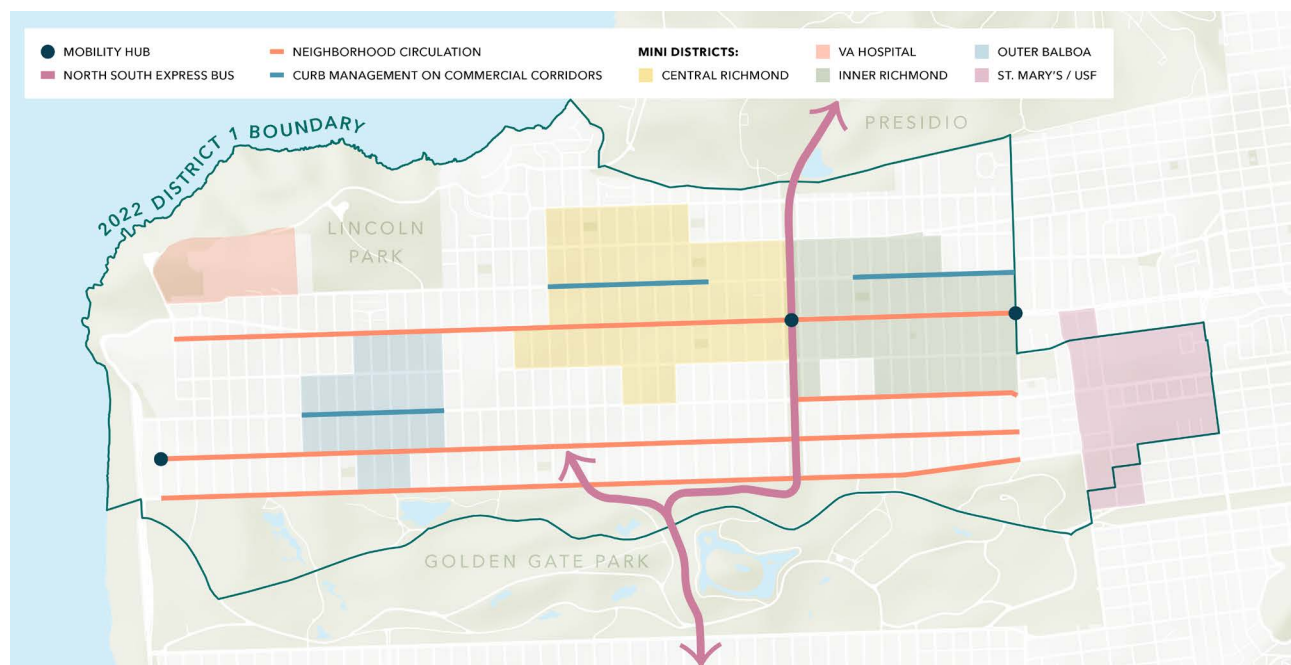 MOBILITY HUB
NORTH SOUTH EXPRESS BUS
NEIGHBORHOOD CIRCULATION
CURB MANAGEMENT ON COMMERCIAL CORRIDORS
MINI DISTRICTS:
CENTRAL RICHMOND
VA HOSPITAL
INNER RICHMOND
OUTER BALBOA
ST. MARY'S / USF
2022 DISTRICT 1 BOUNDARY
PRESIDIO
LINCOLN
PARK
GOLDEN GATE PARK